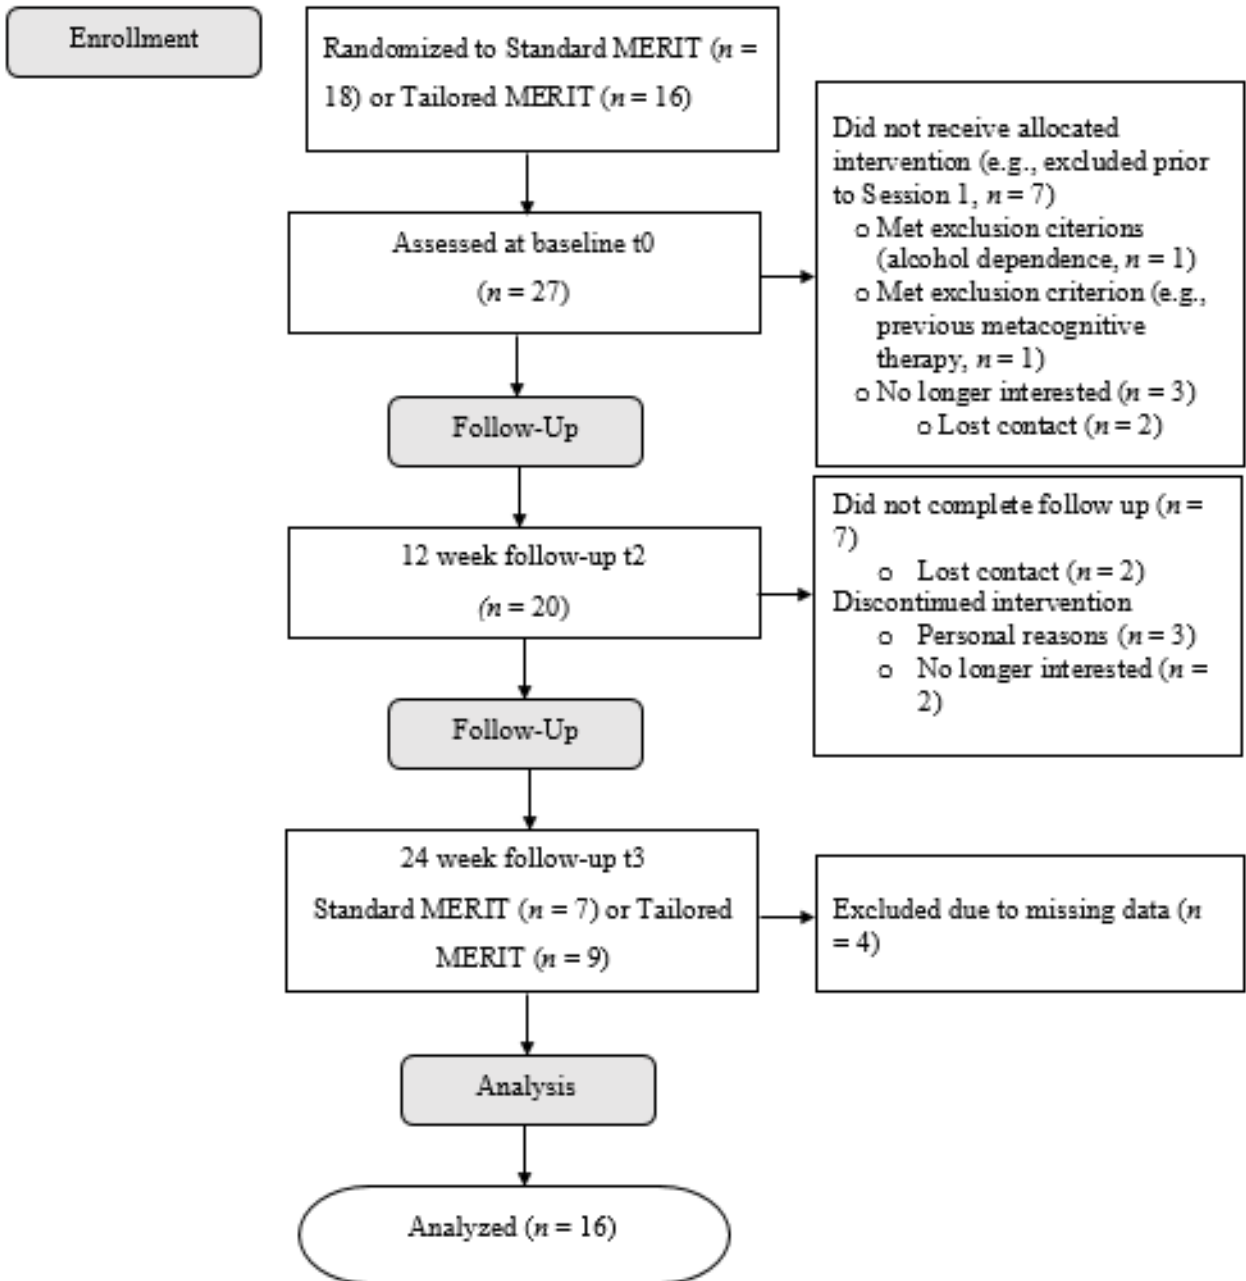 Enrollment
Randomized to Standard MERIT (n =
18) or Tailored MERIT (n = 16)
Assessed at baseline t0
(n = 27)
Did not receive allocated
intervention (e.g., excluded prior
to Session 1, n = 7)
o Met exclusion citerions
(alcohol dependence, n = 1)
o Met exclusion criterion (e.g.,
previous metacognitive
therapy, n = 1)
o No longer interested (n = 3)
o Lost contact (n = 2)
Follow-Up
12 week follow-up t2
(n = 20)
Did not complete follow up (n =
7)
o Lost contact (n = 2)
Discontinued intervention
o Personal reasons (n = 3)
o No longer interested (n =
2)
Follow-Up
24 week follow-up t3
Standard MERIT (n = 7) or Tailored
MERIT (n = 9)
Excluded due to missing data (n
= 4)
Analysis
Analyzed (n = 16)